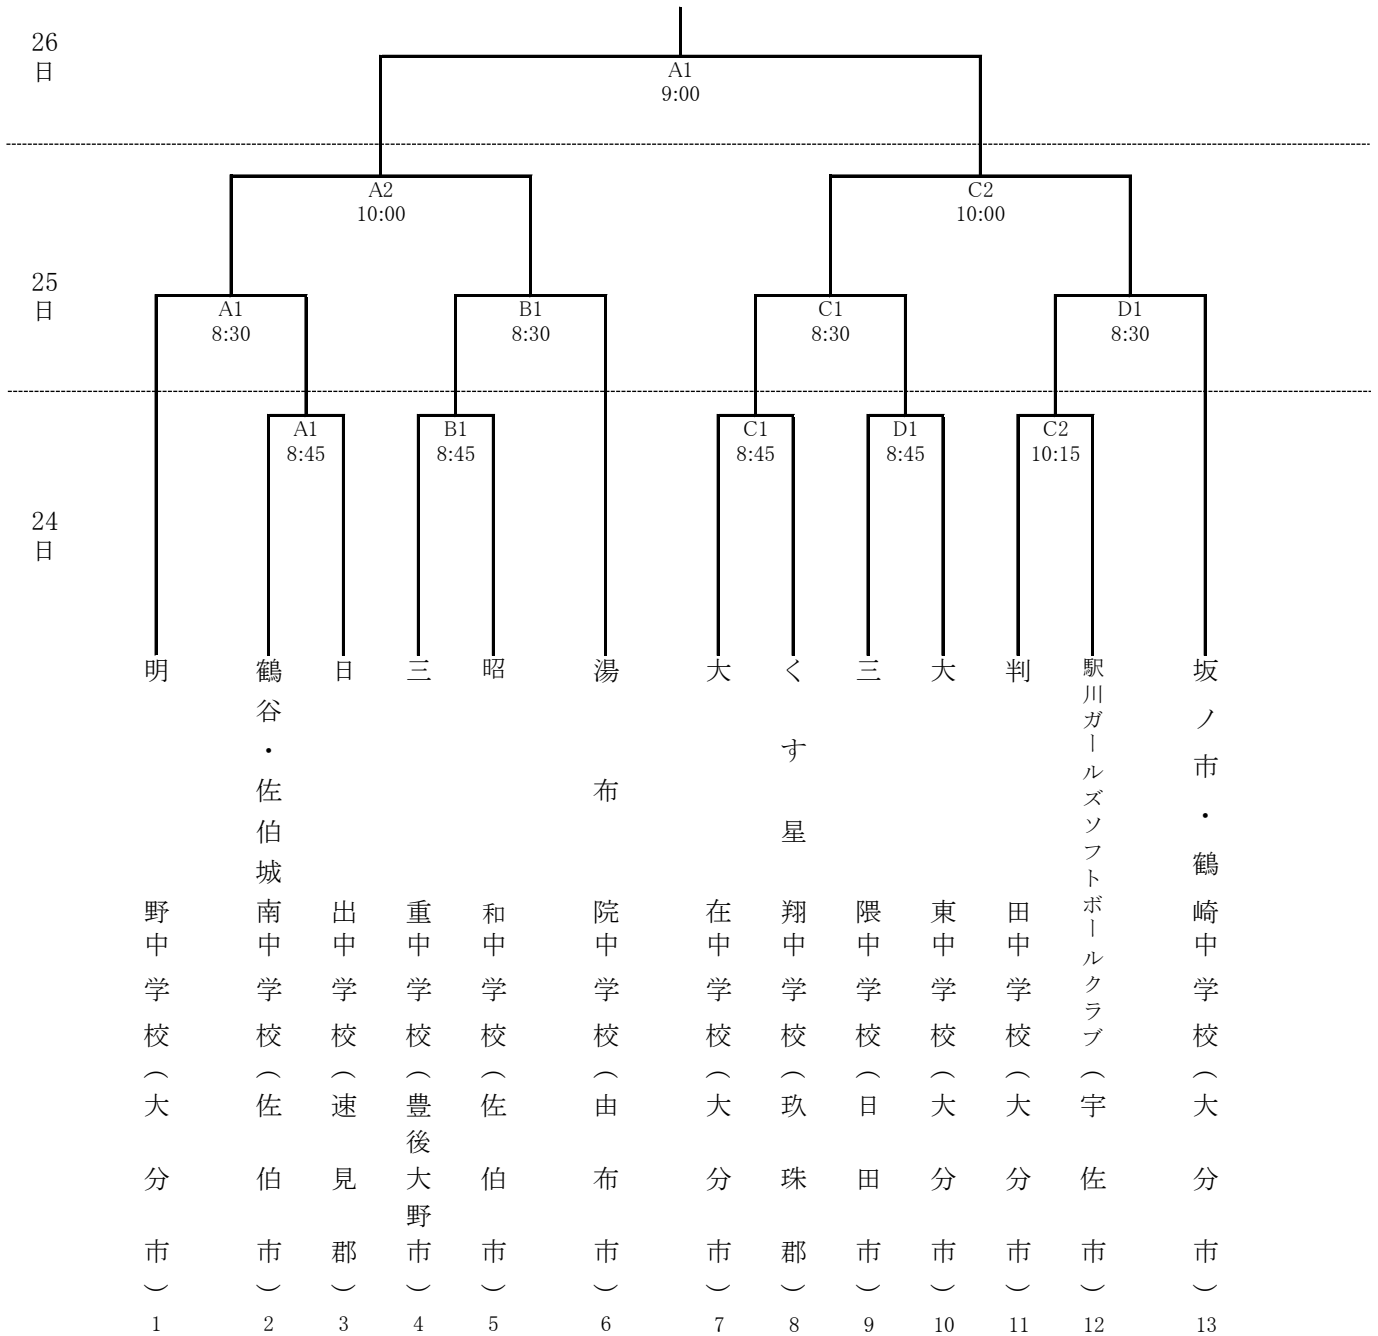 26
日
A1
9:00
A2
10:00
C2
10:00
25
日
A1
8:30
B1
8:30
C1
8:30
D1
8:30
A1
8:45
B1
8:45
C1
8:45
D1
8:45
C2
10:15
24
日
明野中学校(大分市)
鶴谷・佐伯城南中学校(佐伯市)
日出中学校(速見郡)
三重中学校(豊後大野市)
昭和中学校(佐伯市)
湯布院中学校(由布市)
大在中学校(大分市)
くす星翔中学校(玖珠郡)
三隈中学校(日田市)
大東中学校(大分市)
判田中学校(大分市)
駅川ガールズソフトボールクラブ(宇佐市)
坂ノ市・鶴崎中学校(大分市)
1
2
3
4
5
6
7
8
9
10
11
12
13